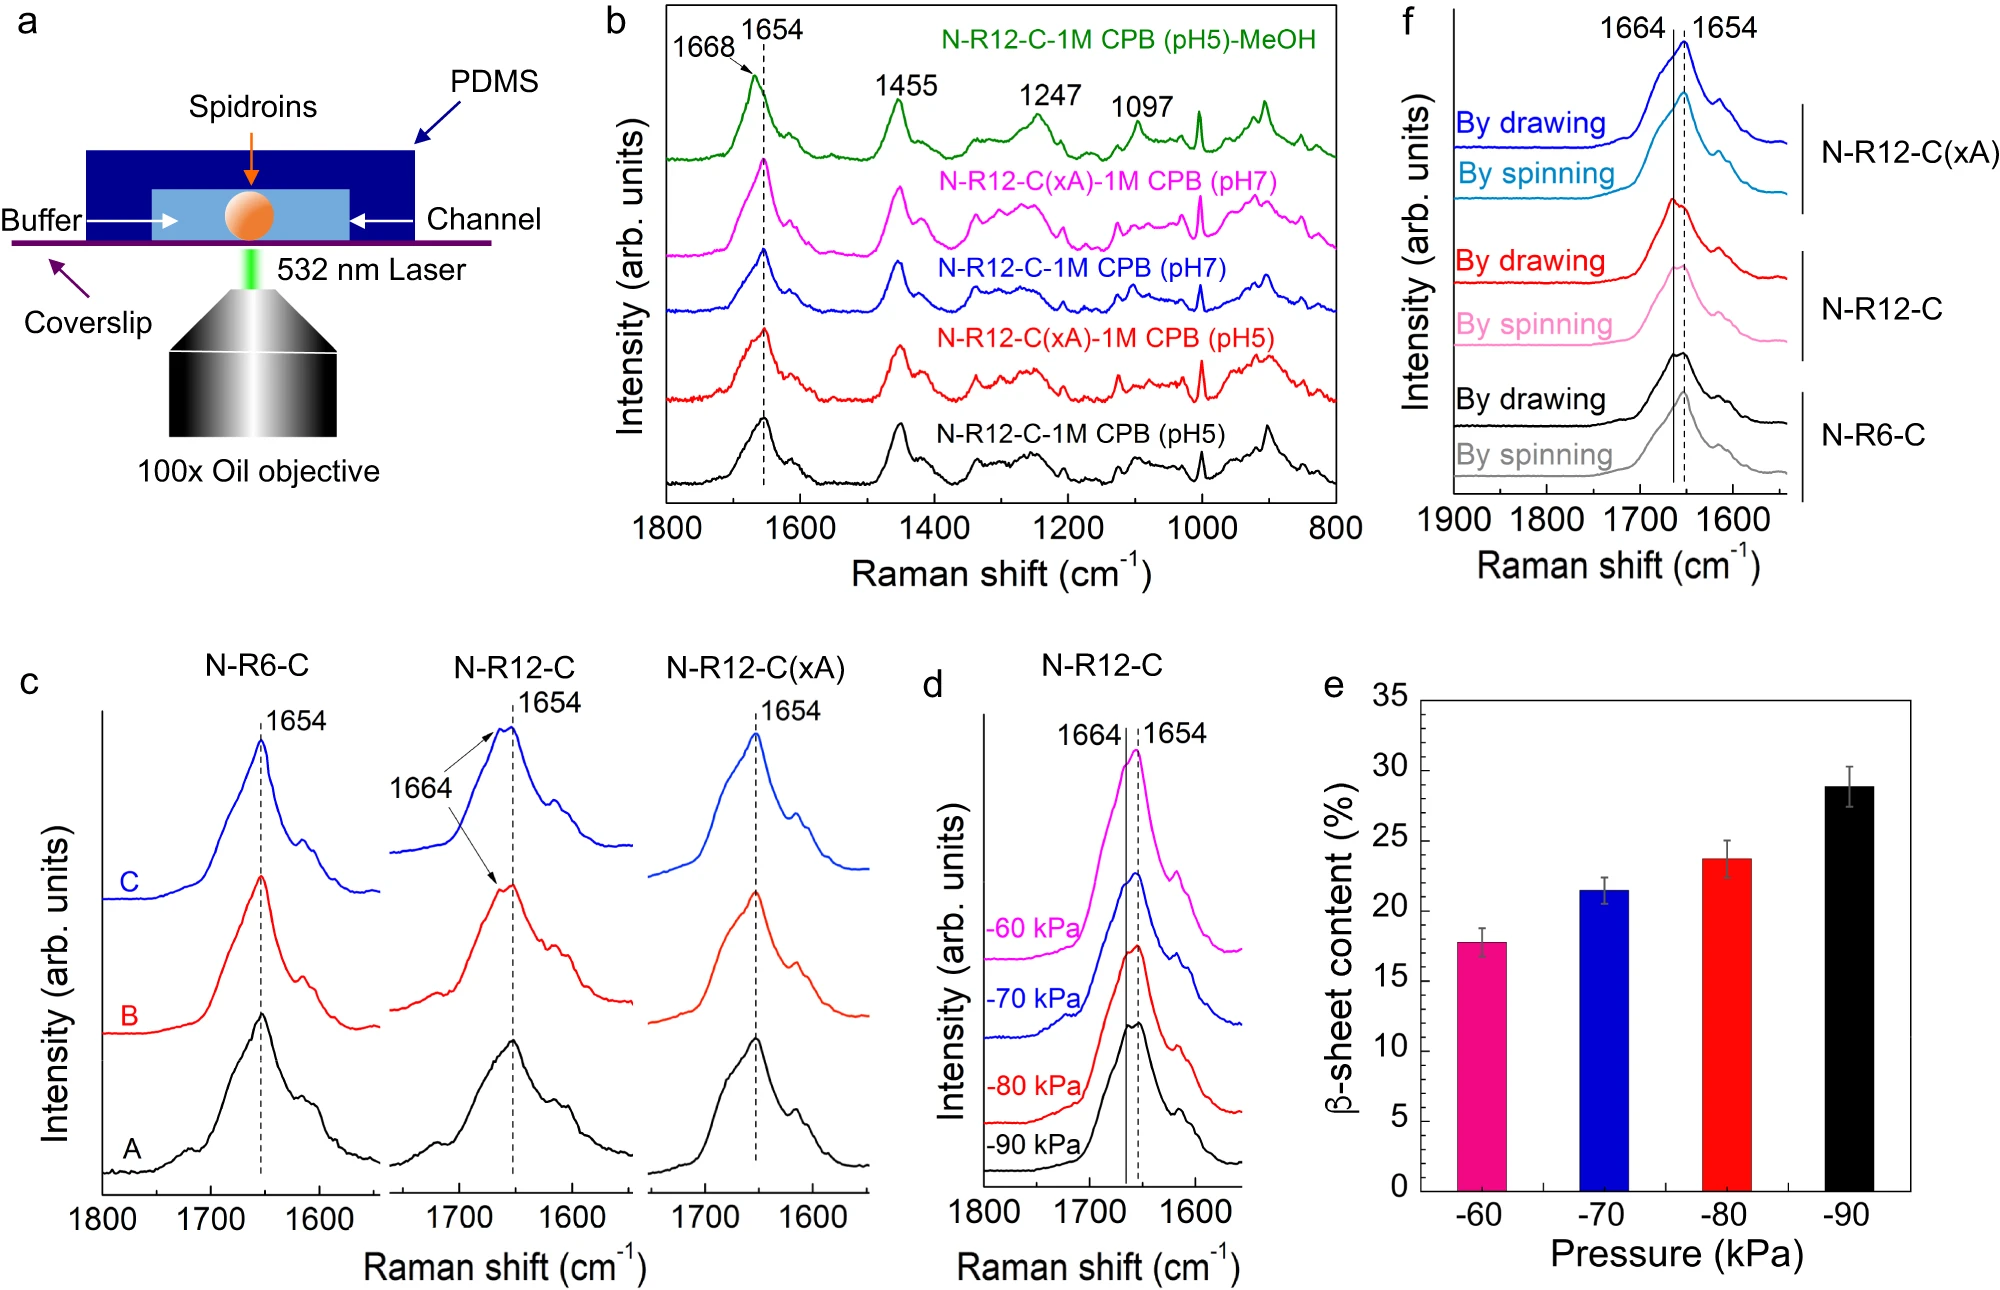 a
Spidroins
PDMS
Buffer
Channel
532 nm Laser
Coverslip
100x Oil objective
b
1654
1668
N-R12-C-1M CPB (pH5)-MeOH
1455
1247
1097
N-R12-C(xA)-1M CPB (pH7)
N-R12-C-1M CPB (pH7)
N-R12-C(xA)-1M CPB (pH5)
N-R12-C-1M CPB (pH5)
Intensity (arb. units)
1800 1600 1400 1200 1000 800
Raman shift (cm⁻¹)
f
1664 1654
By drawing
By spinning
N-R12-C(xA)
By drawing
By spinning
N-R12-C
By drawing
By spinning
N-R6-C
Intensity (arb. units)
1900 1800 1700 1600
Raman shift (cm⁻¹)
c
N-R6-C
N-R12-C
N-R12-C(xA)
1654
1654
1654
1664
C
B
A
Intensity (arb. units)
1800 1700 1600
1700 1600
1700 1600
Raman shift (cm⁻¹)
d
N-R12-C
1664 1654
-60 kPa
-70 kPa
-80 kPa
-90 kPa
Intensity (arb. units)
1800 1700 1600
Raman shift (cm⁻¹)
e
35
30
25
20
15
10
5
0
β-sheet content (%)
-60 -70 -80 -90
Pressure (kPa)